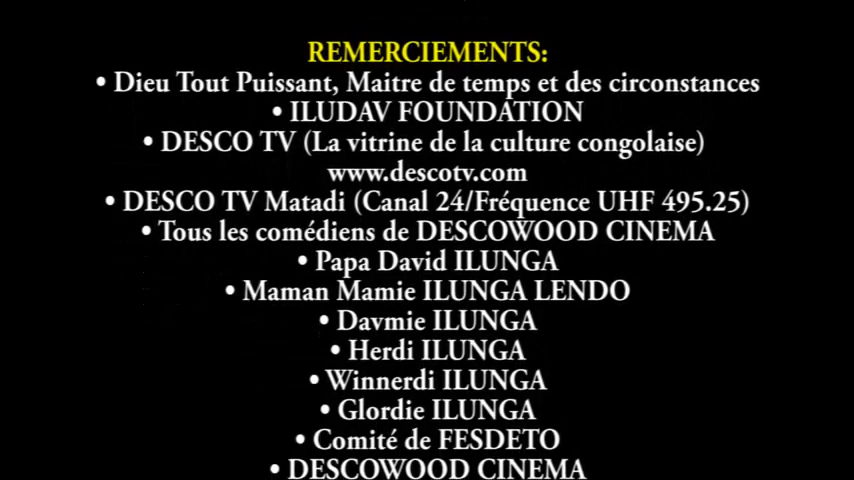 REMERCIEMENTS:
• Dieu Tout Puissant, Maitre de temps et des circonstances
• ILUDAV FOUNDATION
• DESCO TV (La vitrine de la culture congolaise)
www.descotv.com
• DESCO TV Matadi (Canal 24/Fréquence UHF 495.25)
• Tous les comédiens de DESCOWOOD CINEMA
• Papa David ILUNGA
• Maman Mamie ILUNGA LENDO
• Davmie ILUNGA
• Herdi ILUNGA
• Winnerdi ILUNGA
• Glordie ILUNGA
• Comité de FESDETO
• DESCOWOOD CINEMA